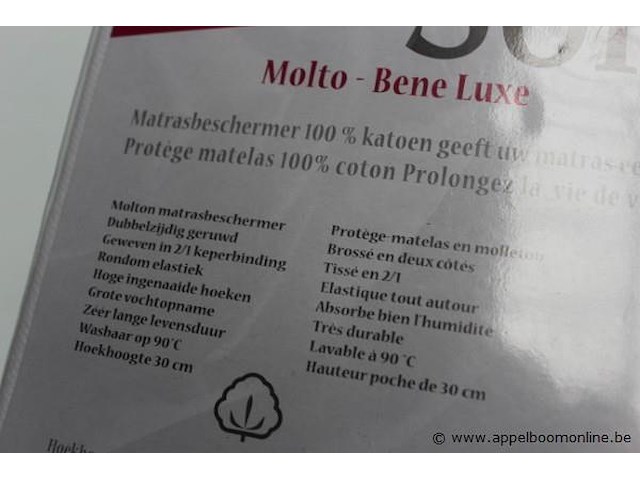 Molto - Bene Luxe
Matrasbeschermer 100 % katoen geeft uw matras
Protège matelas 100% coton Prolongez la vie de
Molton matrasbeschermer
Dubbelzijdig geruwd
Geweven in 2/1 keperbinding
Rondom elastiek
Hoge ingenaaide hoeken
Grote vochtopname
Zéér lange levensduur
Wasbaar op 90°C
Hoekhoogte 30 cm
Protège-matelas en molleton
Brossé en deux côtés
Tissé en 2/1
Elastique tout autour
Absorbe bien l'humidite
Très durable
Lavable à 90 °C
Hauteur poche de 30 cm
© www.appelboomonline.be